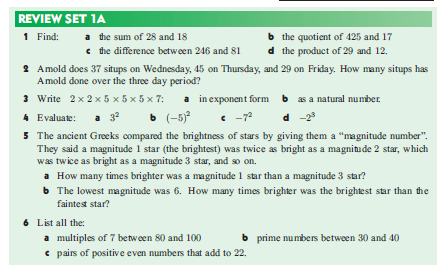 REVIEW SET 1A
1 Find: a the sum of 28 and 18 b the quotient of 425 and 17
c the difference between 246 and 81 d the product of 29 and 12.
2 Arnold does 37 situps on Wednesday, 45 on Thursday, and 29 on Friday. How many situps has
Arnold done over the three day period?
3 Write 2 × 2 × 5 × 5 × 5 × 7: a in exponent form b as a natural number.
4 Evaluate: a 3² b (−5)² c −7² d −2³
5 The ancient Greeks compared the brightness of stars by giving them a “magnitude number”.
They said a magnitude 1 star (the brightest) was twice as bright as a magnitude 2 star, which
was twice as bright as a magnitude 3 star, and so on.
a How many times brighter was a magnitude 1 star than a magnitude 3 star?
b The lowest magnitude was 6. How many times brighter was the brightest star than the
faintest star?
6 List all the:
a multiples of 7 between 80 and 100 b prime numbers between 30 and 40
c pairs of positive even numbers that add to 22.